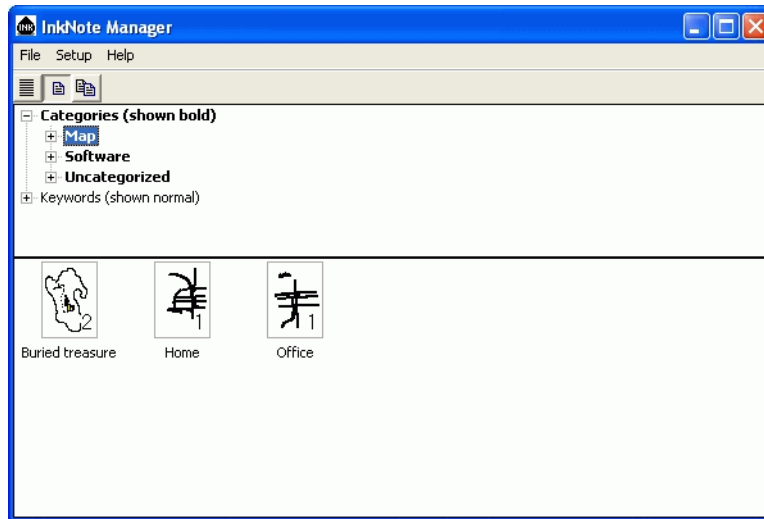 INK InkNote Manager
File Setup Help
Categories (shown bold)
Map
Software
Uncategorized
Keywords (shown normal)
2 1 1
Buried treasure Home Office